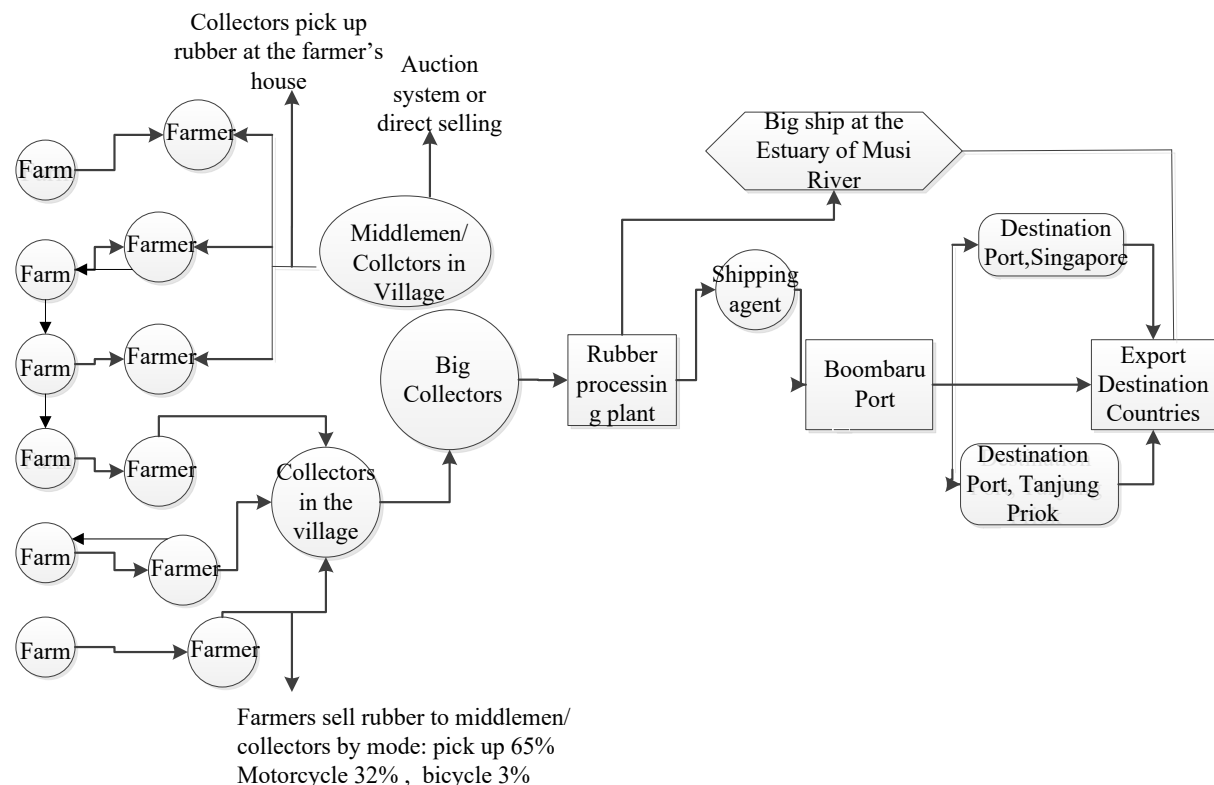 Collectors pick up
rubber at the farmer’s
house
Auction
system or
direct selling
Farmer
Farm
Big ship at the
Estuary of Musi
River
Farmer
Farm
Middlemen/
Collctors in
Village
Destination
Port,Singapore
Shipping
agent
Farmer
Farm
Big
Collectors
Rubber
processin
g plant
Boombaru
Port
Export
Destination
Countries
Farm
Farmer
Collectors
in the
village
Destination
Port, Tanjung
Priok
Farm
Farmer
Farm
Farmer
Farmers sell rubber to middlemen/
collectors by mode: pick up 65%
Motorcycle 32% , bicycle 3%